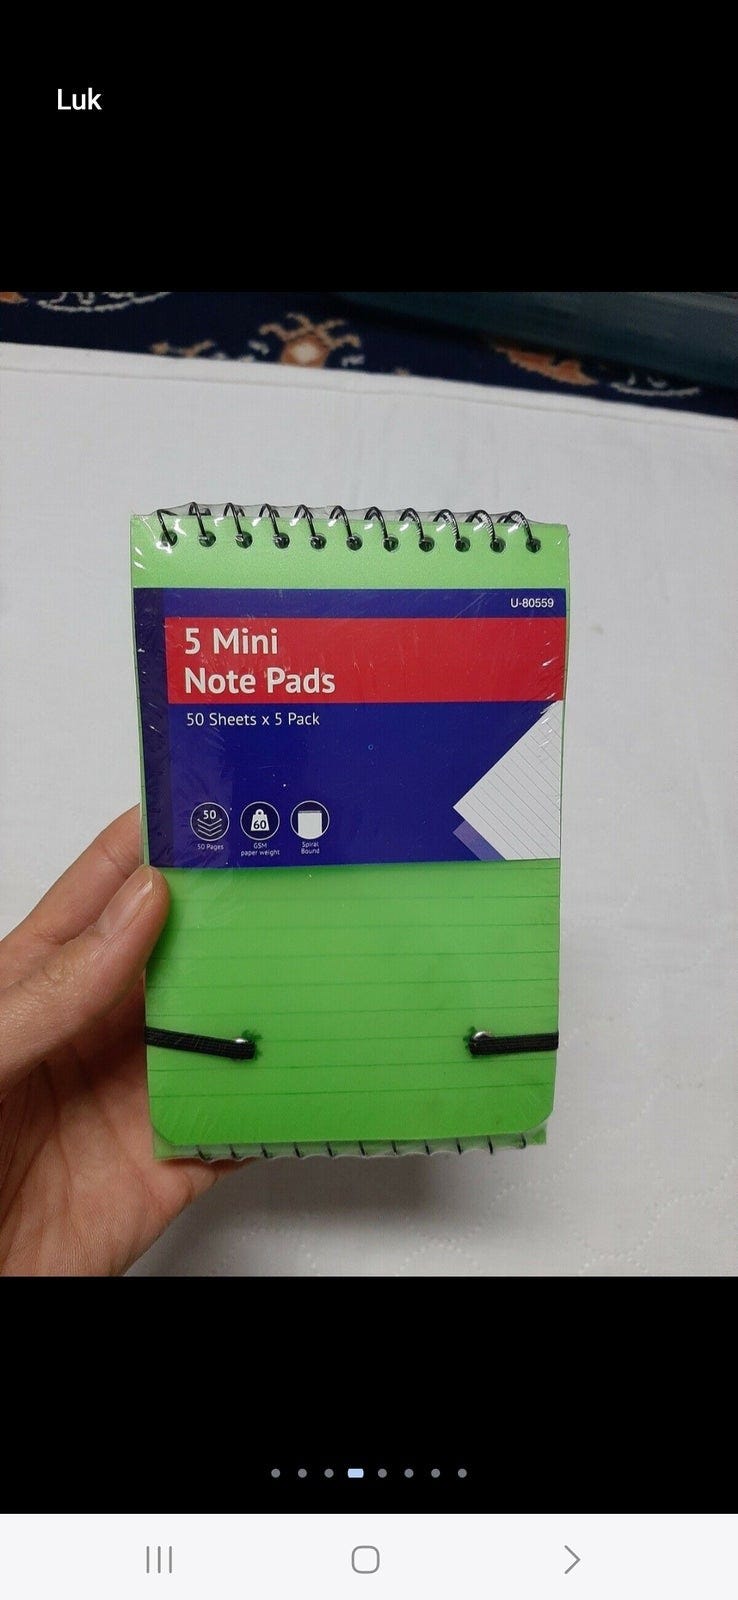 Luk
U-80559
5 Mini
Note Pads
50 Sheets x 5 Pack
50
50 Pages
60
GSM
paper weight
Spiral
Bound